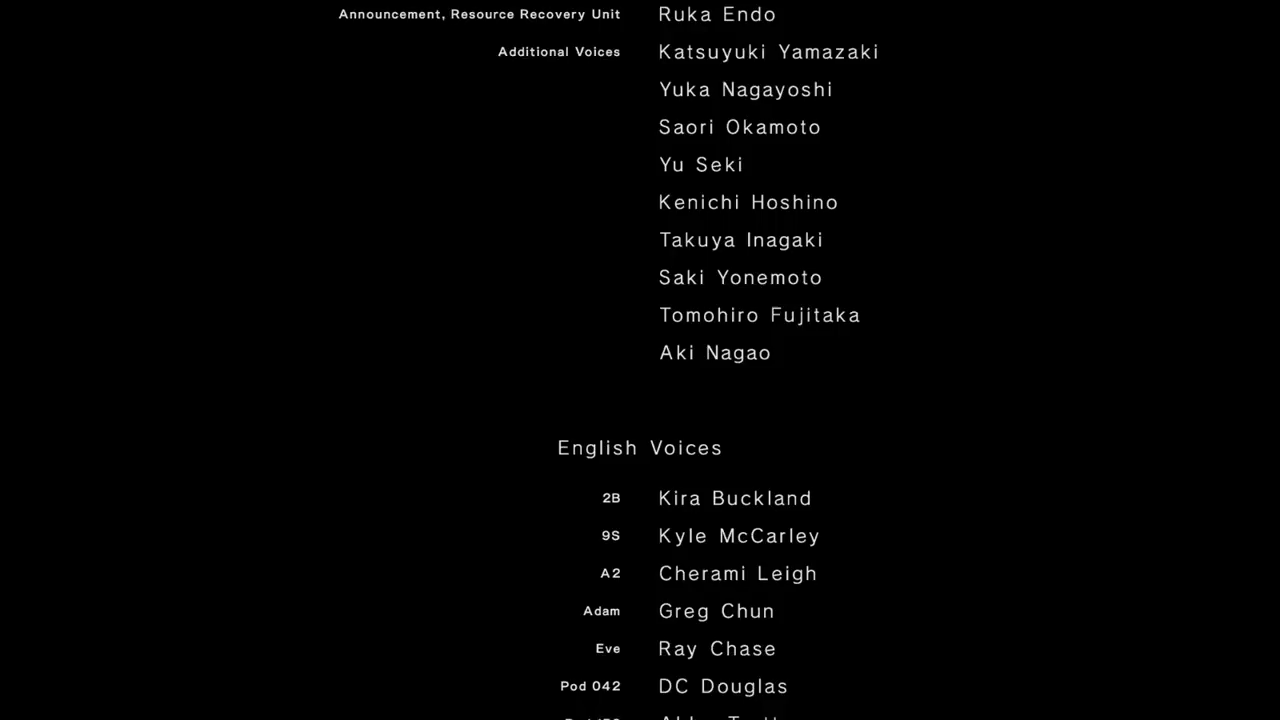 Announcement, Resource Recovery Unit Ruka Endo
Additional Voices Katsuyuki Yamazaki
Yuka Nagayoshi
Saori Okamoto
Yu Seki
Kenichi Hoshino
Takuya Inagaki
Saki Yonemoto
Tomohiro Fujitaka
Aki Nagao
English Voices
2B Kira Buckland
9S Kyle McCarley
A2 Cherami Leigh
Adam Greg Chun
Eve Ray Chase
Pod 042 DC Douglas